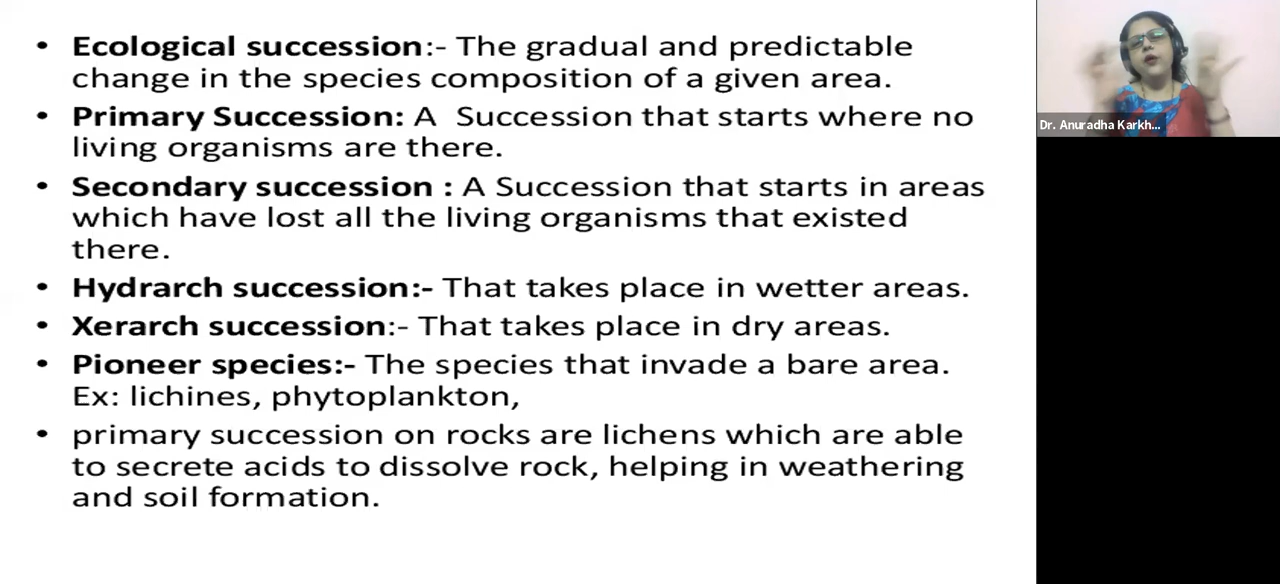 • Ecological succession:- The gradual and predictable
change in the species composition of a given area.
• Primary Succession: A Succession that starts where no
living organisms are there.
• Secondary succession : A Succession that starts in areas
which have lost all the living organisms that existed
there.
• Hydrarch succession:- That takes place in wetter areas.
• Xerarch succession:- That takes place in dry areas.
• Pioneer species:- The species that invade a bare area.
Ex: lichines, phytoplankton,
• primary succession on rocks are lichens which are able
to secrete acids to dissolve rock, helping in weathering
and soil formation.
Dr. Anuradha Karkh...